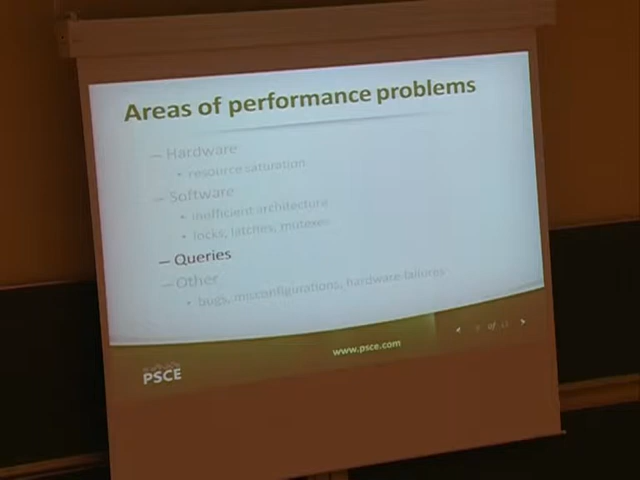 Areas of performance problems
– Hardware
• resource saturation
– Software
• inefficient architecture
• locks, latches, mutexes
– Queries
– Other
• bugs, misconfigurations, hardware failures
PSCE
www.psce.com
of